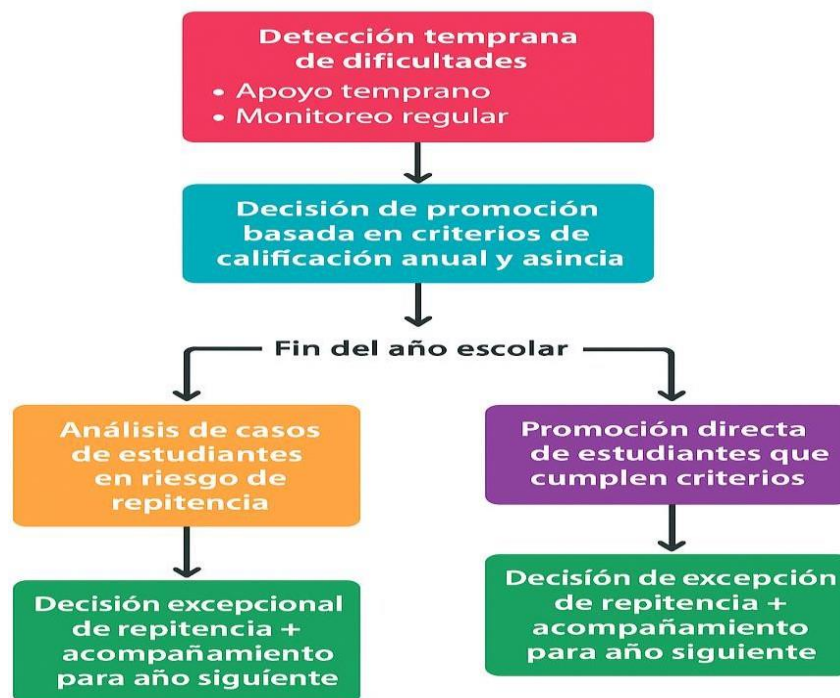 Detección temprana
de dificultades
• Apoyo temprano
• Monitoreo regular
Decisión de promoción
basada en criterios de
calificación anual y asincia
Fin del año escolar
Análisis de casos
de estudiantes
en riesgo de
repitencia
Promoción directa
de estudiantes que
cumplen criterios
Decisión excepcional
de repitencia +
acompañamiento
para año siguíente
Decisíón de excepción
de repitencia +
acompañamiento
para año siguiente